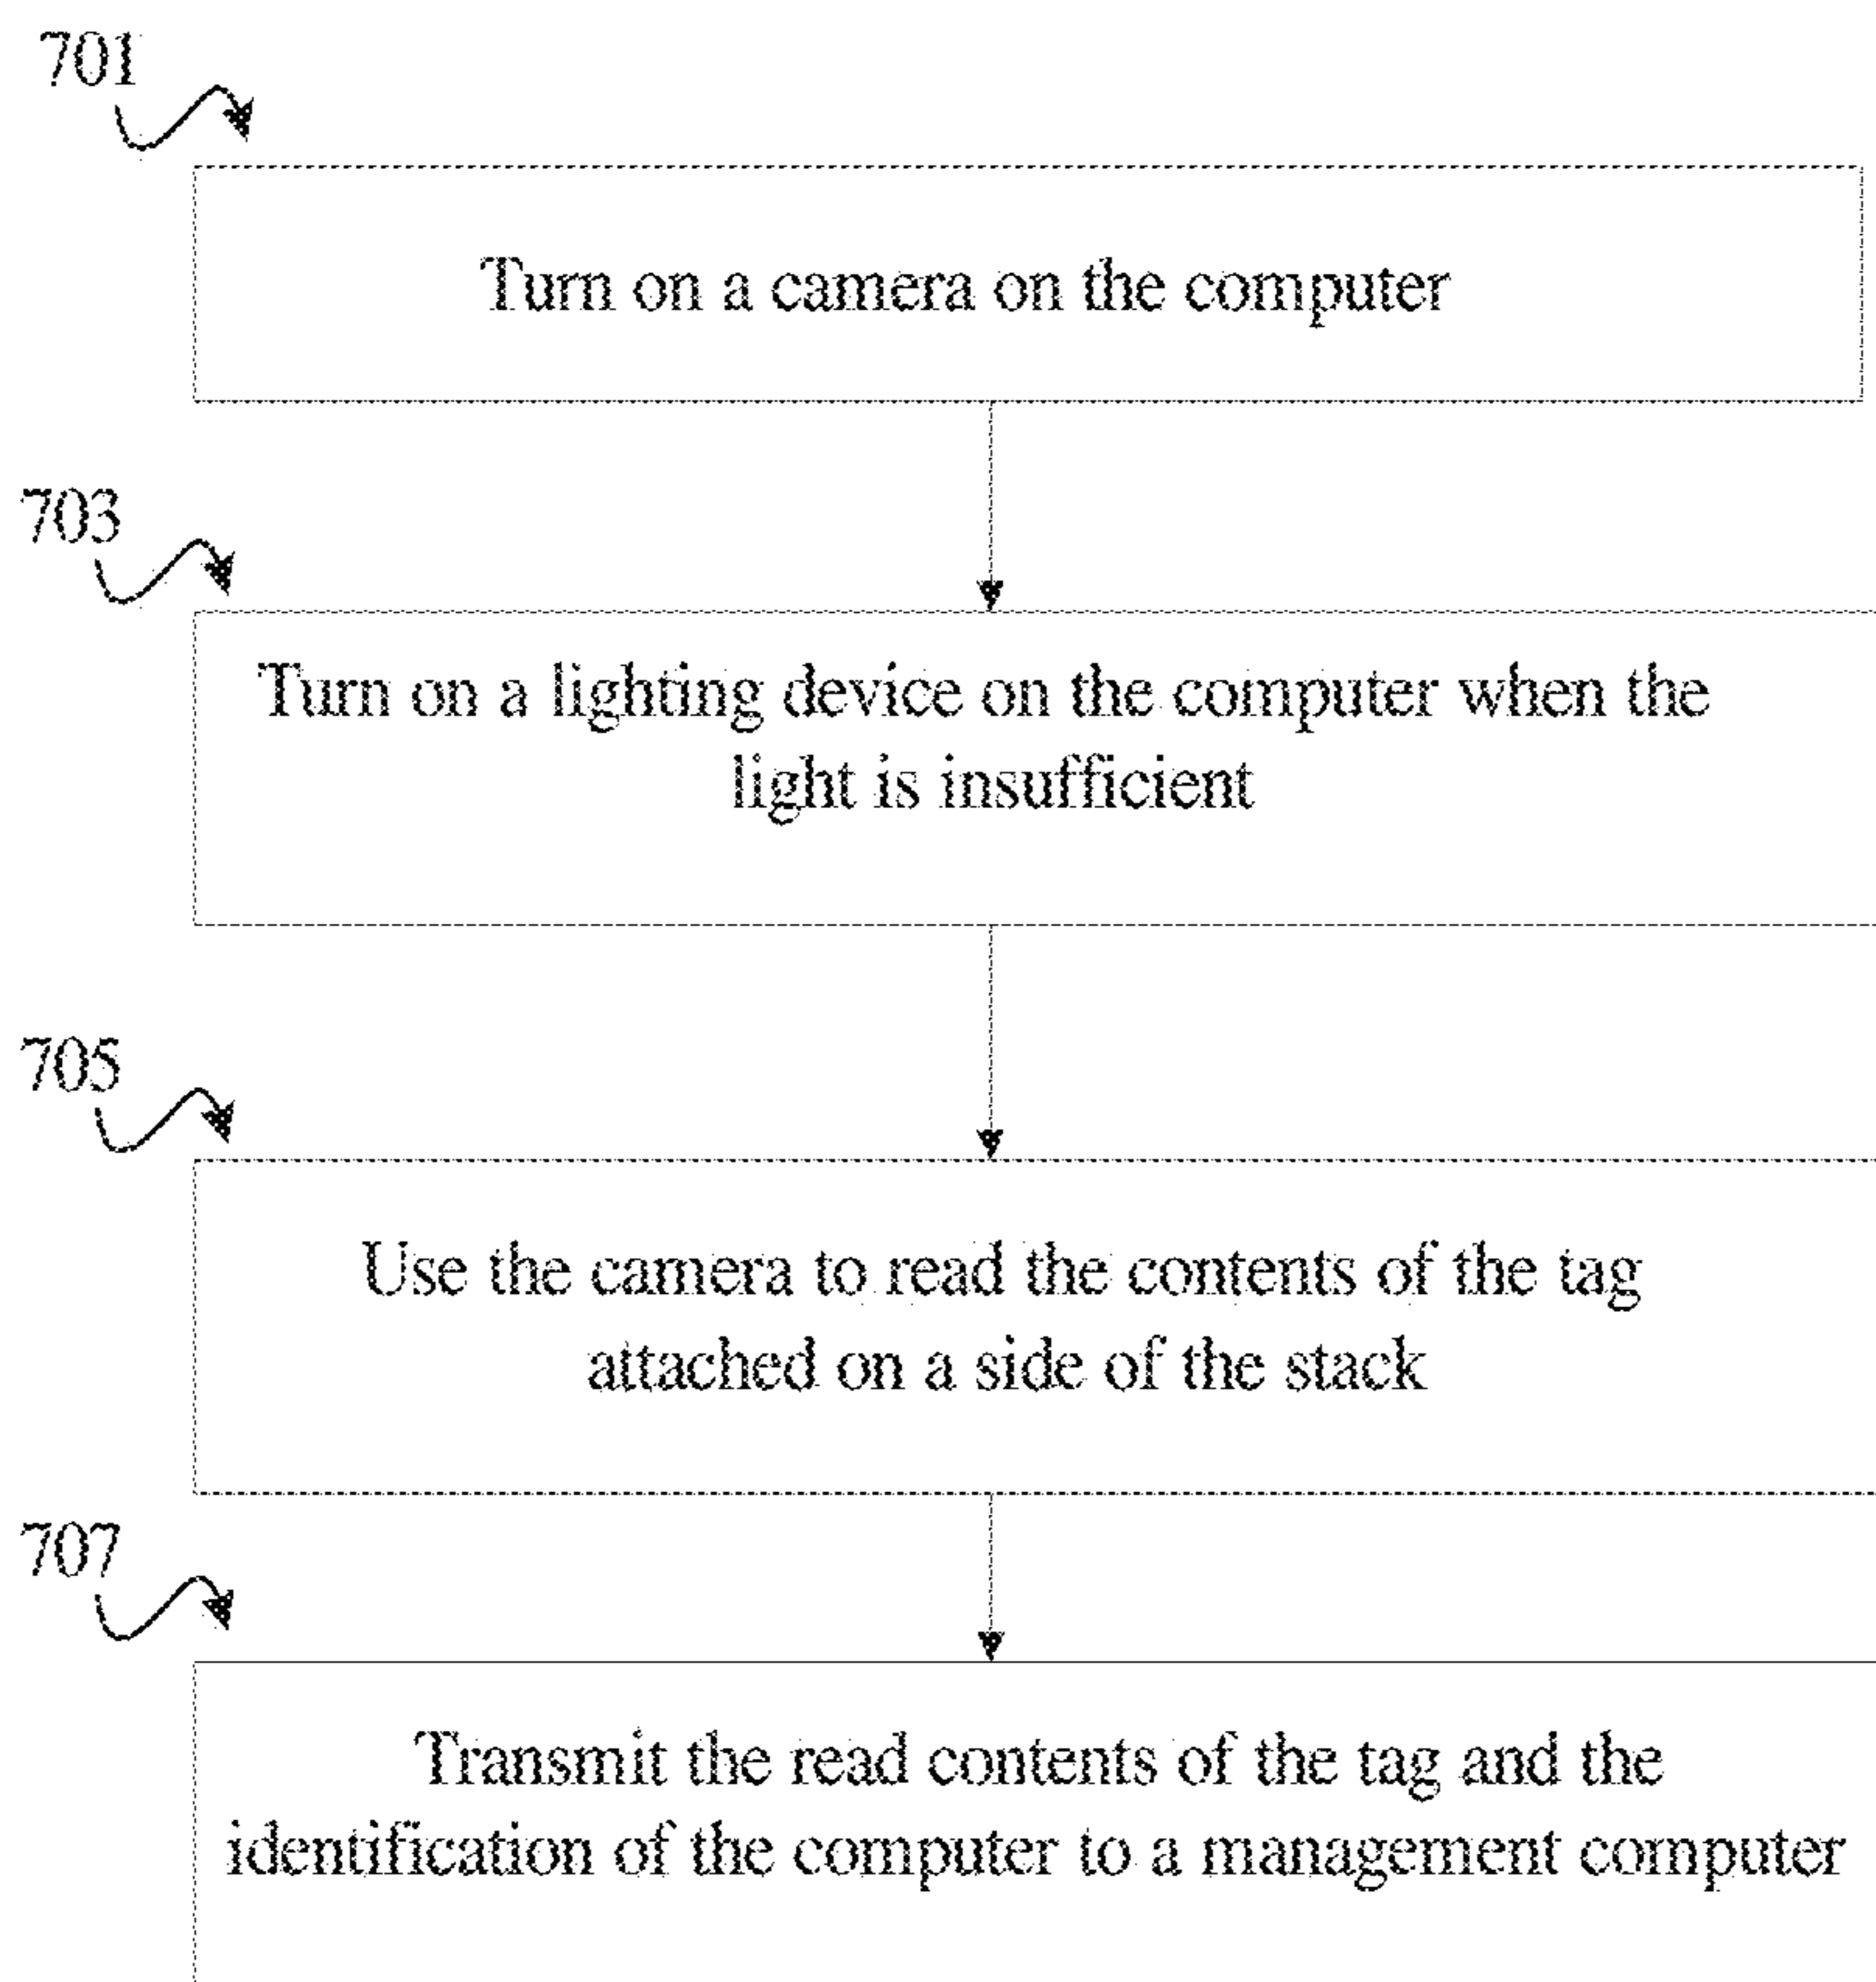 701
Turn on a camera on the computer
703
Turn on a lighting device on the computer when the
light is insufficient
705
Use the camera to read the contents of the tag
attached on a side of the stack
707
Transmit the read contents of the tag and the
identification of the computer to a management computer